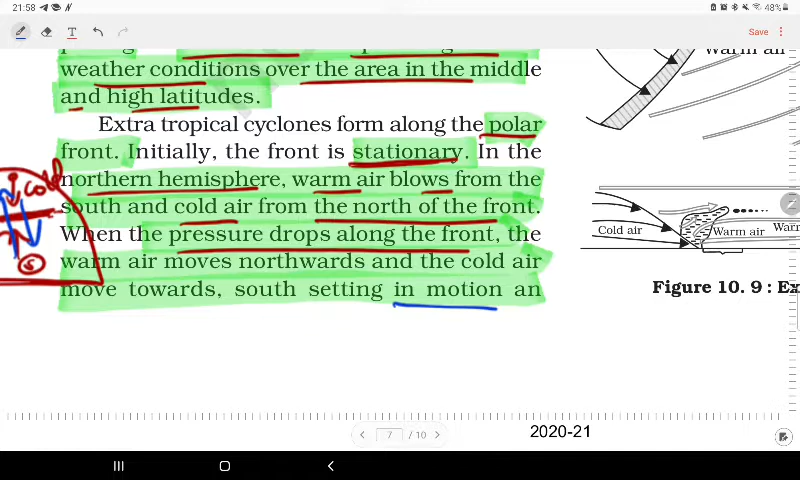 21:58
48%
T
Save
weather conditions over the area in the middle
and high latitudes.
Extra tropical cyclones form along the polar
front. Initially, the front is stationary. In the
northern hemisphere, warm air blows from the
south and cold air from the north of the front.
When the pressure drops along the front, the
warm air moves northwards and the cold air
move towards, south setting in motion an
cold
S
Warm air
Cold air
Warm air
Figure 10. 9 : Ex
7 / 10
2020-21